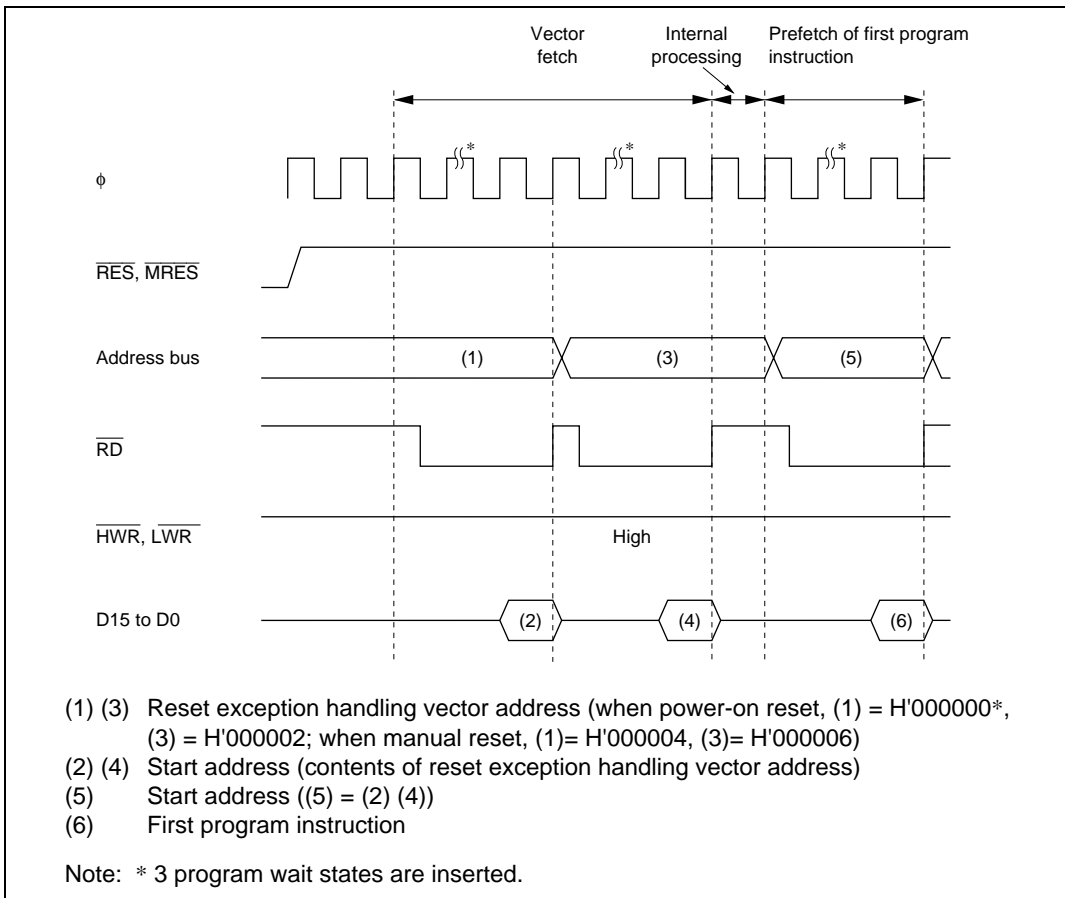 Vector fetch
Internal processing
Prefetch of first program instruction
ϕ
*
*
*
RES, MRES
Address bus
(1)
(3)
(5)
RD
HWR, LWR
High
D15 to D0
(2)
(4)
(6)
(1) (3) Reset exception handling vector address (when power-on reset, (1) = H'000000*,
(3) = H'000002; when manual reset, (1)= H'000004, (3)= H'000006)
(2) (4) Start address (contents of reset exception handling vector address)
(5) Start address ((5) = (2) (4))
(6) First program instruction
Note: * 3 program wait states are inserted.